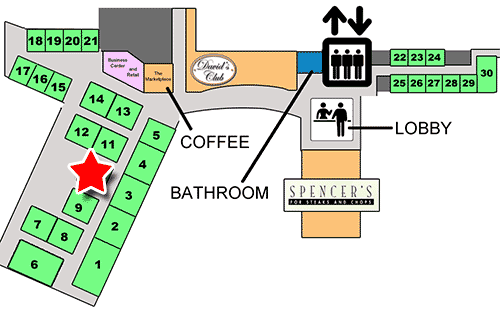 18 19 20 21
Business
Center
and
Retail
The
Marketplace
David's
Club
22 23 24
25 26 27 28 29 30
17 16 15
14 13
COFFEE
LOBBY
12 11
5
4
BATHROOM
3
SPENCER'S
FOR STEAKS AND CHOPS
9
2
7 8
6
1